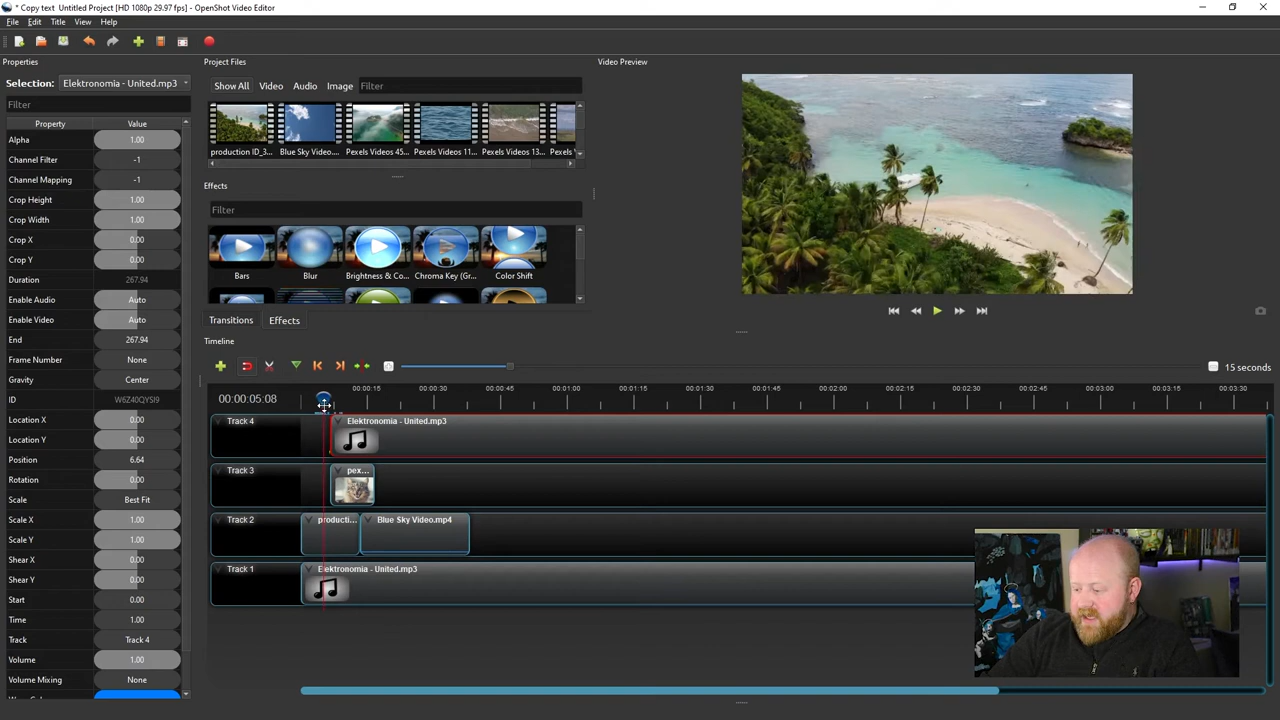 * Copy text Untitled Project [HD 1080p 29.97 fps] - OpenShot Video Editor
File Edit Title View Help
Properties
Selection: Elektronomia - United.mp3
Filter
Property Value
Alpha 1.00
Channel Filter -1
Channel Mapping -1
Crop Height 1.00
Crop Width 1.00
Crop X 0.00
Crop Y 0.00
Duration 267.94
Enable Audio Auto
Enable Video Auto
End 267.94
Frame Number None
Gravity Center
ID W6Z40QYSI9
Location X 0.00
Location Y 0.00
Position 6.64
Rotation 0.00
Scale Best Fit
Scale X 1.00
Scale Y 1.00
Shear X 0.00
Shear Y 0.00
Start 0.00
Time 1.00
Track Track 4
Volume 1.00
Volume Mixing None
Project Files
Show All Video Audio Image Filter
production ID_3... Blue Sky Video.... Pexels Videos 45... Pexels Videos 11... Pexels Videos 13... Pexels
Effects
Filter
Bars Blur Brightness & Co... Chroma Key (Gr... Color Shift
Transitions Effects
Video Preview
Timeline
15 seconds
00:00:05:08
00:00:15 00:00:30 00:00:45 00:01:00 00:01:15 00:01:30 00:01:45 00:02:00 00:02:15 00:02:30 00:02:45 00:03:00 00:03:15 00:03:30
Track 4 Elektronomia - United.mp3
Track 3 pex...
Track 2 producti... Blue Sky Video.mp4
Track 1 Elektronomia - United.mp3